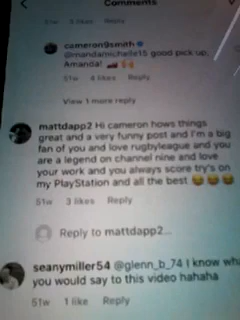 Comments
51w 3 likes Reply
cameron9smith
@mandamichelle15 good pick up,
Amanda!
51w 4 likes Reply
View 1 more reply
mattdapp2 Hi cameron hows things
great and a very funny post and I'm a big
fan of you and love rugbyleague and you
are a legend on channel nine and love
your work and you always score try's on
my PlayStation and all the best 😂😂😂
51w 3 likes Reply
Reply to mattdapp2...
seanymiller54 @glenn_b_74 I know wha
you would say to this video hahaha
51w 1 like Reply